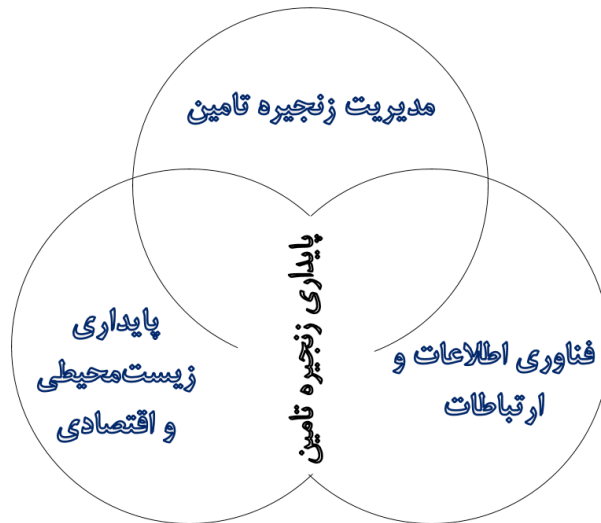 مدیریت زنجیره تامین
پایداری زنجیره تامین
پایداری
زیست‌محیطی
و اقتصادی
فناوری اطلاعات و
ارتباطات